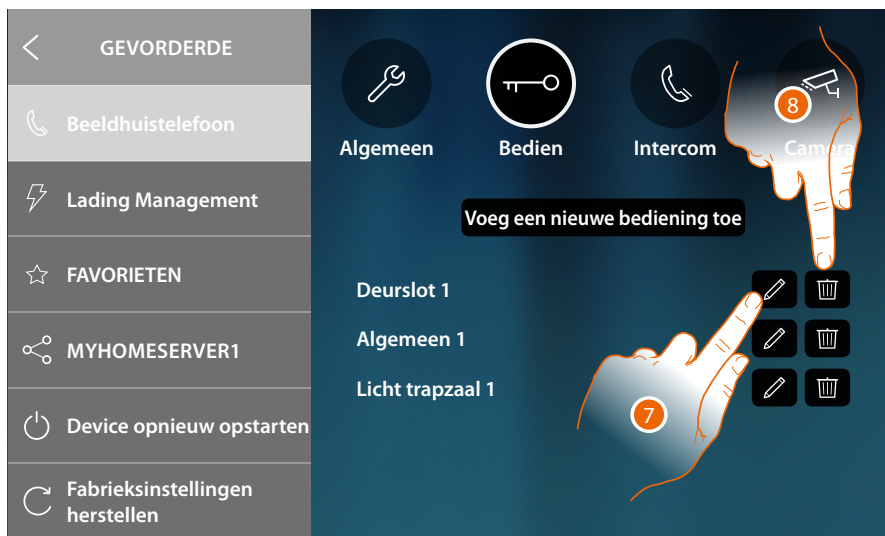 GEVORDERDE
Beeldhuistelefoon
Lading Management
FAVORIETEN
MYHOMESERVER1
Device opnieuw opstarten
Fabrieksinstellingen
herstellen
Algemeen
Bedien
Intercom
Camera
8
Voeg een nieuwe bediening toe
Deurslot 1
Algemeen 1
Licht trapzaal 1
7